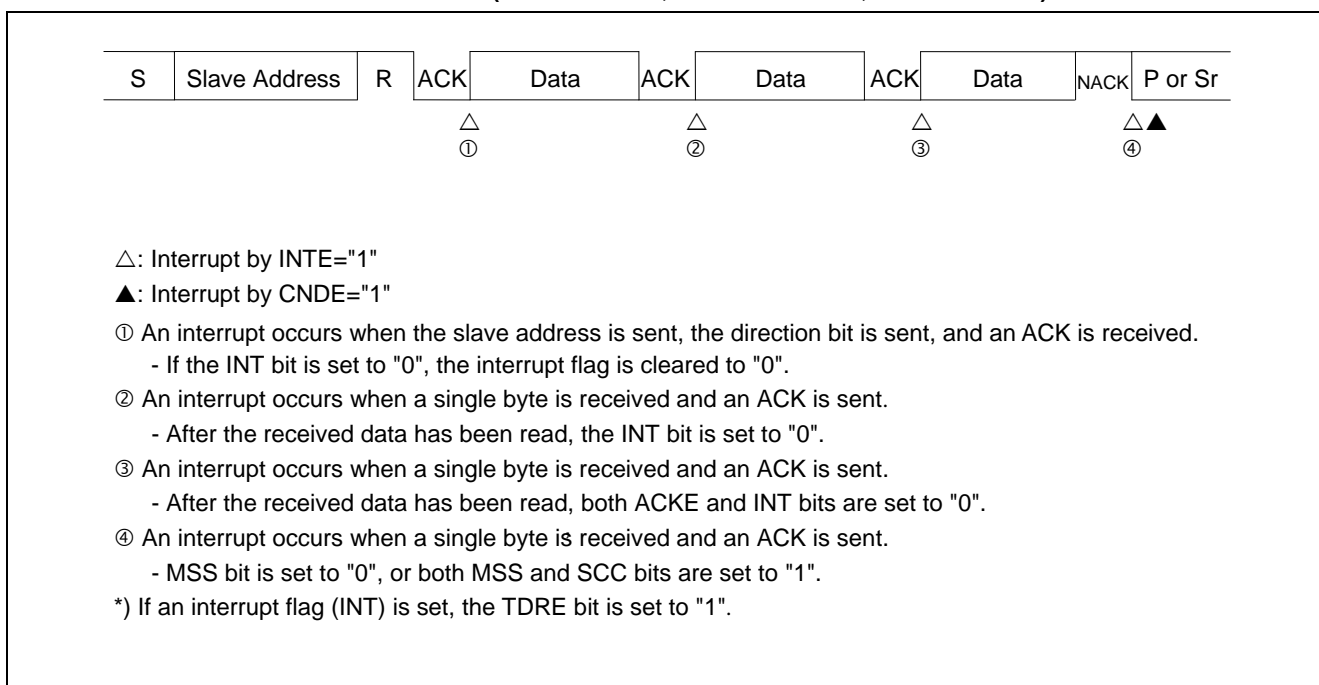 S Slave Address R ACK Data ACK Data ACK Data NACK P or Sr
△ △ △ △▲
① ② ③ ④
△: Interrupt by INTE="1"
▲: Interrupt by CNDE="1"
① An interrupt occurs when the slave address is sent, the direction bit is sent, and an ACK is received.
- If the INT bit is set to "0", the interrupt flag is cleared to "0".
② An interrupt occurs when a single byte is received and an ACK is sent.
- After the received data has been read, the INT bit is set to "0".
③ An interrupt occurs when a single byte is received and an ACK is sent.
- After the received data has been read, both ACKE and INT bits are set to "0".
④ An interrupt occurs when a single byte is received and an ACK is sent.
- MSS bit is set to "0", or both MSS and SCC bits are set to "1".
*) If an interrupt flag (INT) is set, the TDRE bit is set to "1".